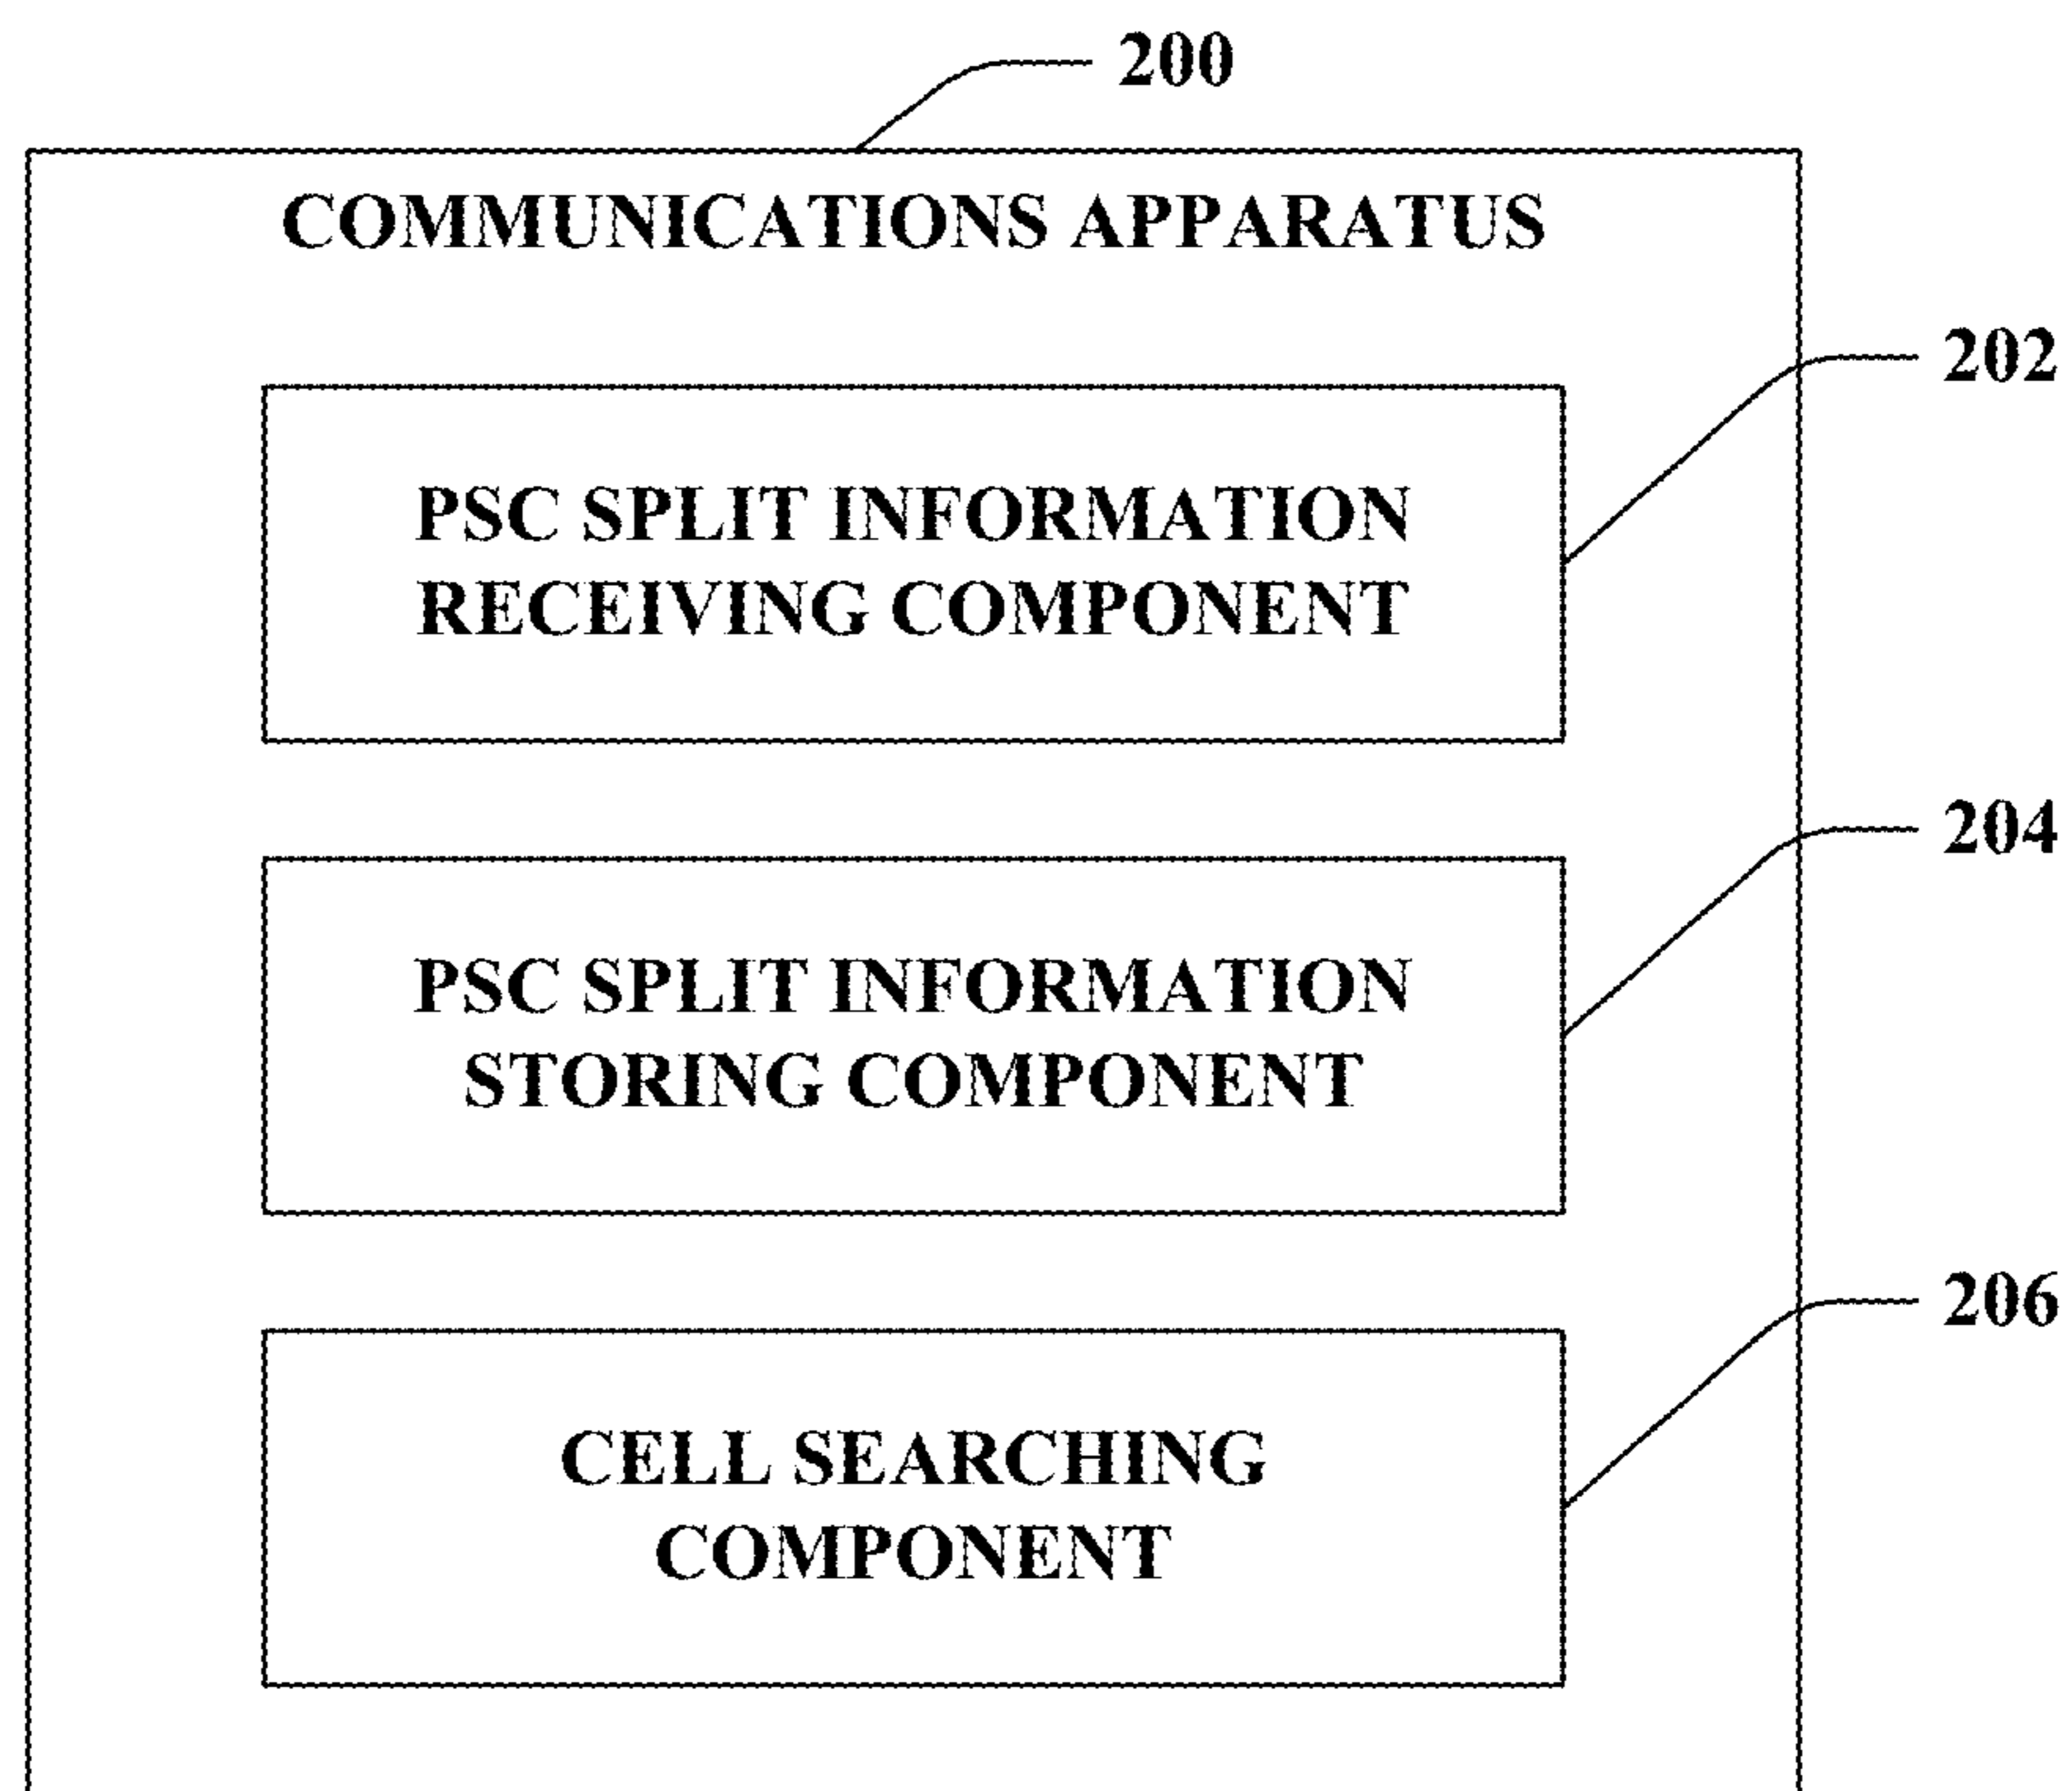 200
COMMUNICATIONS APPARATUS
202
PSC SPLIT INFORMATION
RECEIVING COMPONENT
204
PSC SPLIT INFORMATION
STORING COMPONENT
206
CELL SEARCHING
COMPONENT